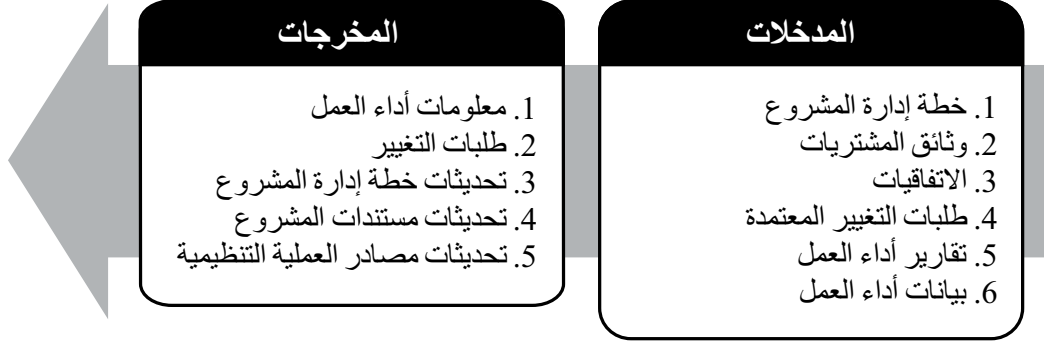 المدخلات
1. خطة إدارة المشروع
2. وثائق المشتريات
3. الاتفاقيات
4. طلبات التغيير المعتمدة
5. تقارير أداء العمل
6. بيانات أداء العمل
المخرجات
1. معلومات أداء العمل
2. طلبات التغيير
3. تحديثات خطة إدارة المشروع
4. تحديثات مستندات المشروع
5. تحديثات مصادر العملية التنظيمية